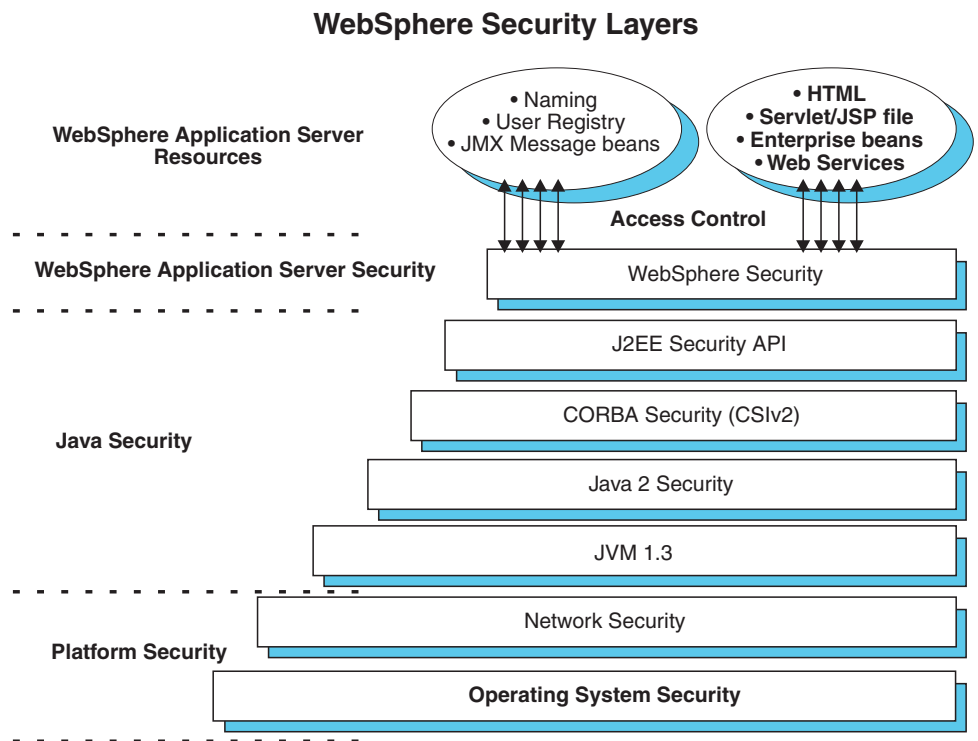 WebSphere Security Layers
WebSphere Application Server
Resources
• Naming
• User Registry
• JMX Message beans
• HTML
• Servlet/JSP file
• Enterprise beans
• Web Services
Access Control
WebSphere Application Server Security
WebSphere Security
Java Security
J2EE Security API
CORBA Security (CSIv2)
Java 2 Security
JVM 1.3
Platform Security
Network Security
Operating System Security